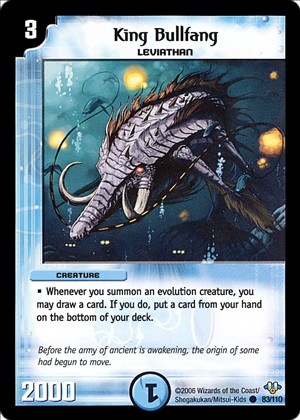 3
King Bullfang
LEVIATHAN
CREATURE
▪ Whenever you summon an evolution creature, you
may draw a card. If you do, put a card from your hand
on the bottom of your deck.
Before the army of ancients is awakening, the origin of some
had begun to move.
2000
1
©2006 Wizards of the Coast/
Shogakukan/Mitsui-Kids ● 83/110